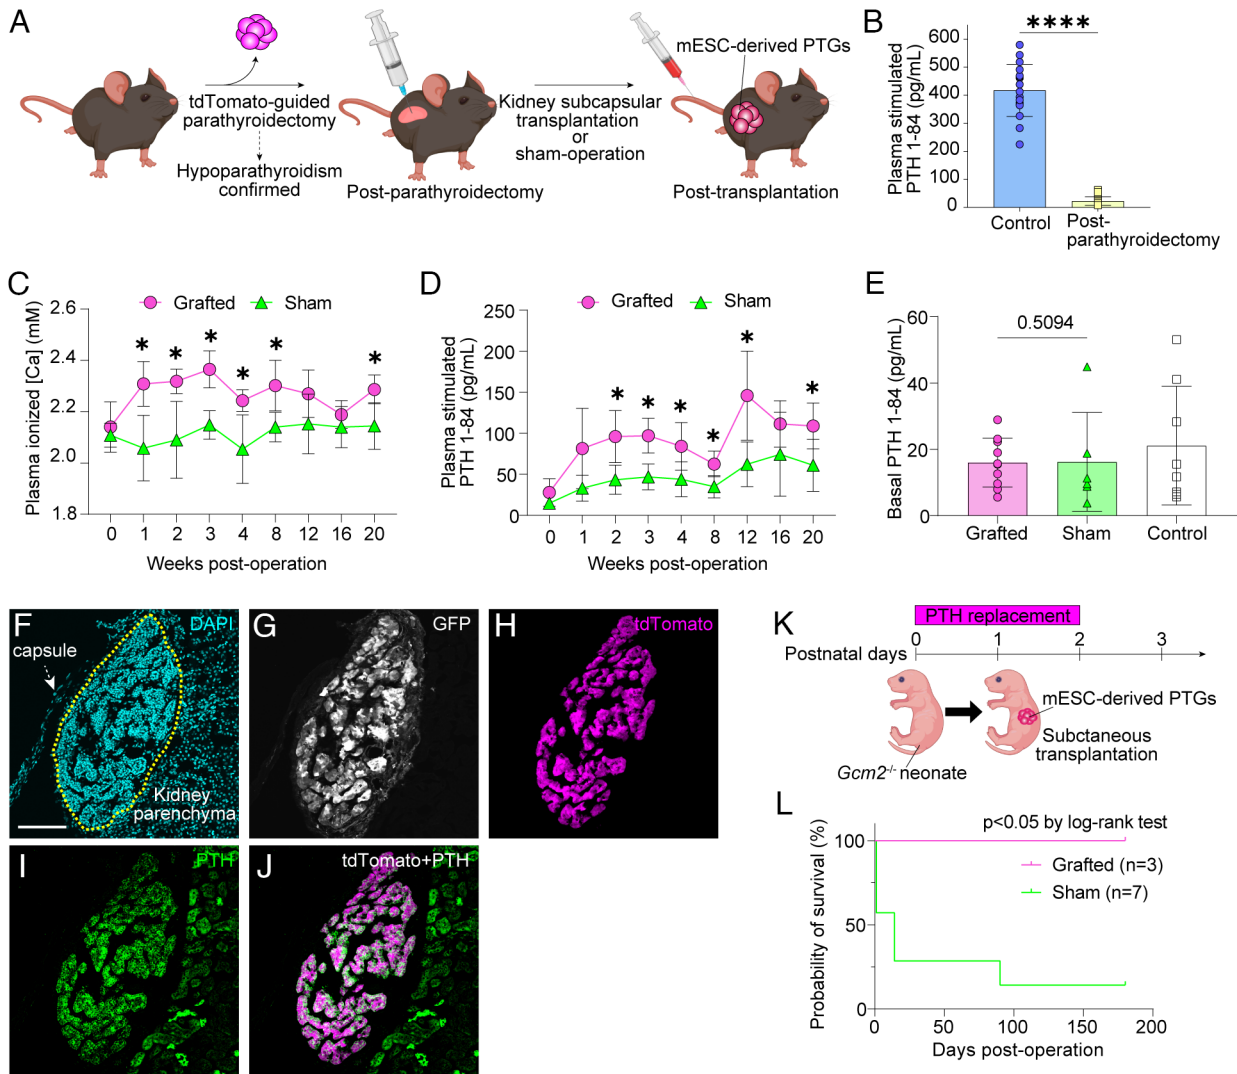 A
tdTomato-guided
parathyroidectomy
Hypoparathyroidism
confirmed
Post-parathyroidectomy
Kidney subcapsular
transplantation
or
sham-operation
mESC-derived PTGs
Post-transplantation
B
****
Plasma stimulated
PTH 1-84 (pg/mL)
600
500
400
300
200
100
0
Control
Post-
parathyroidectomy
C
Grafted
Sham
Plasma ionized [Ca] (mM)
2.6
2.4
2.2
2.0
1.8
* * * * * *
0 1 2 3 4 8 12 16 20
Weeks post-operation
D
Grafted
Sham
Plasma stimulated
PTH 1-84 (pg/mL)
250
200
150
100
50
0
* * * * * *
0 1 2 3 4 8 12 16 20
Weeks post-operation
E
Basal PTH 1-84 (pg/mL)
60
40
20
0
0.5094
Grafted Sham Control
F
DAPI
capsule
Kidney
parenchyma
G
GFP
H
tdTomato
I
PTH
J
tdTomato+PTH
K
PTH replacement
Postnatal days
0 1 2 3
mESC-derived PTGs
Subctaneous
transplantation
Gcm2-/- neonate
L
p<0.05 by log-rank test
Grafted (n=3)
Sham (n=7)
Probability of survival (%)
100
50
0
0 50 100 150 200
Days post-operation